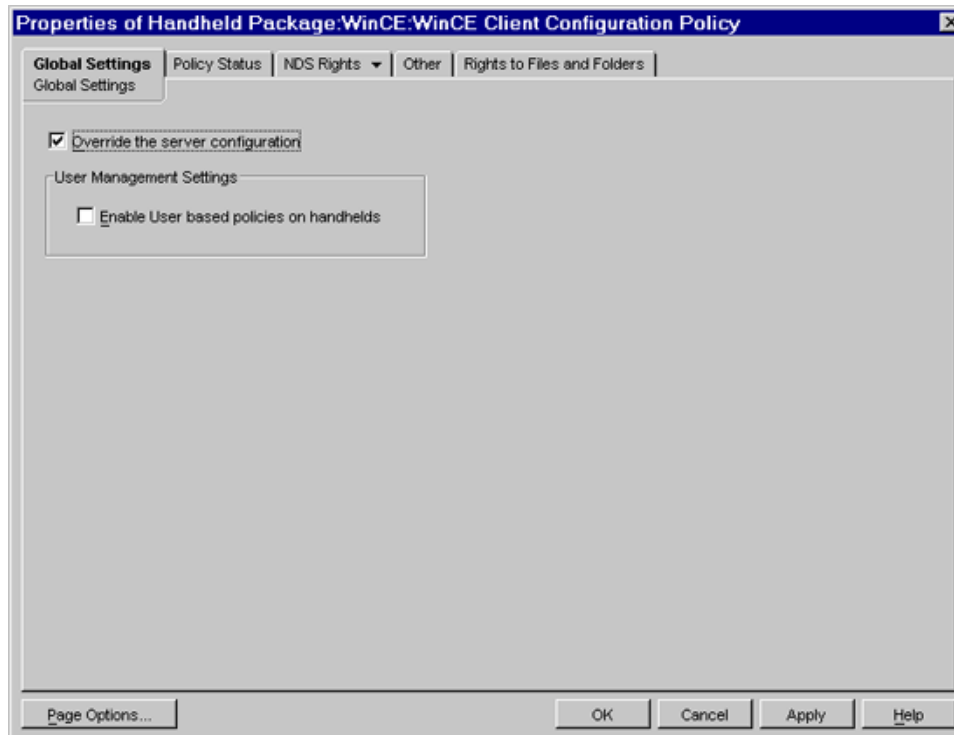 Properties of Handheld Package:WinCE:WinCE Client Configuration Policy
Global Settings Policy Status NDS Rights Other Rights to Files and Folders
Global Settings
Override the server configuration
User Management Settings
Enable User based policies on handhelds
Page Options... OK Cancel Apply Help